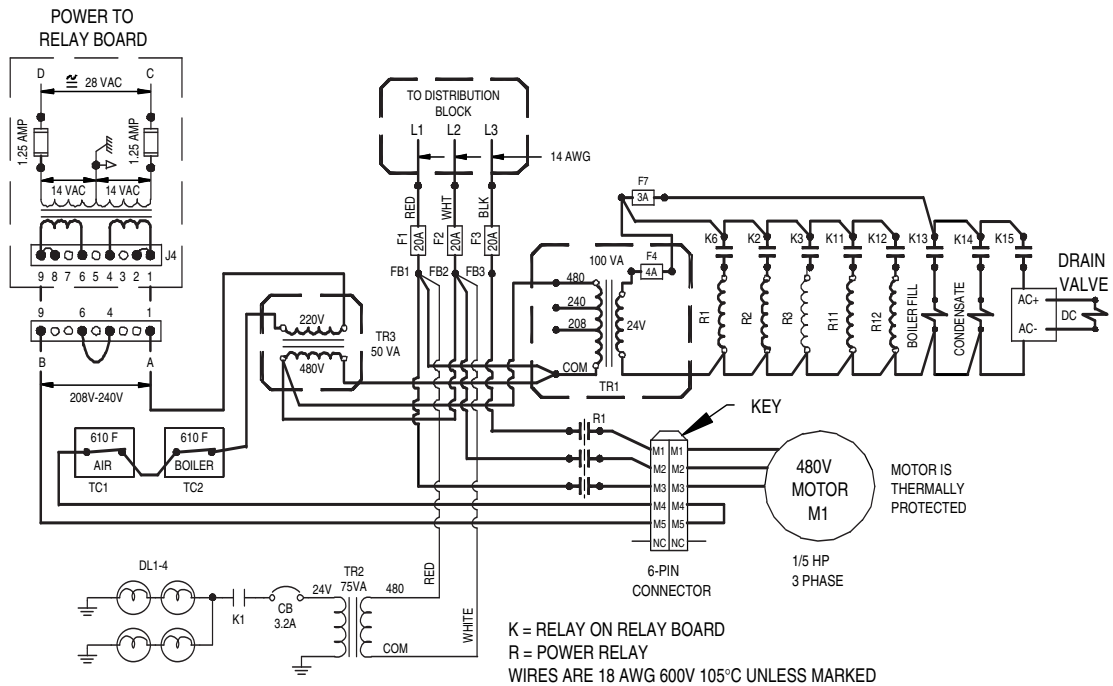 POWER TO
RELAY BOARD
D
C
≅ 28 VAC
1.25 AMP
1.25 AMP
14 VAC
14 VAC
J4
9 8 7 6 5 4 3 2 1
9 6 4 1
B
A
208V-240V
610 F
AIR
TC1
610 F
BOILER
TC2
TO DISTRIBUTION
BLOCK
L1 L2 L3
14 AWG
RED
WHT
BLK
F1
20A
F2
20A
F3
20A
FB1
FB2
FB3
220V
480V
TR3
50 VA
100 VA
480
240
208
COM
24V
TR1
F4
4A
F7
3A
K6
K2
K3
K11
K12
K13
K14
K15
R1
R2
R3
R11
R12
BOILER FILL
CONDENSATE
DRAIN
VALVE
AC+
AC-
DC
R1
KEY
M1 M1
M2 M2
M3 M3
M4 M4
M5 M5
NC NC
6-PIN
CONNECTOR
480V
MOTOR
M1
MOTOR IS
THERMALLY
PROTECTED
1/5 HP
3 PHASE
DL1-4
K1
CB
3.2A
24V
TR2
75VA
480
COM
RED
WHITE
K = RELAY ON RELAY BOARD
R = POWER RELAY
WIRES ARE 18 AWG 600V 105°C UNLESS MARKED